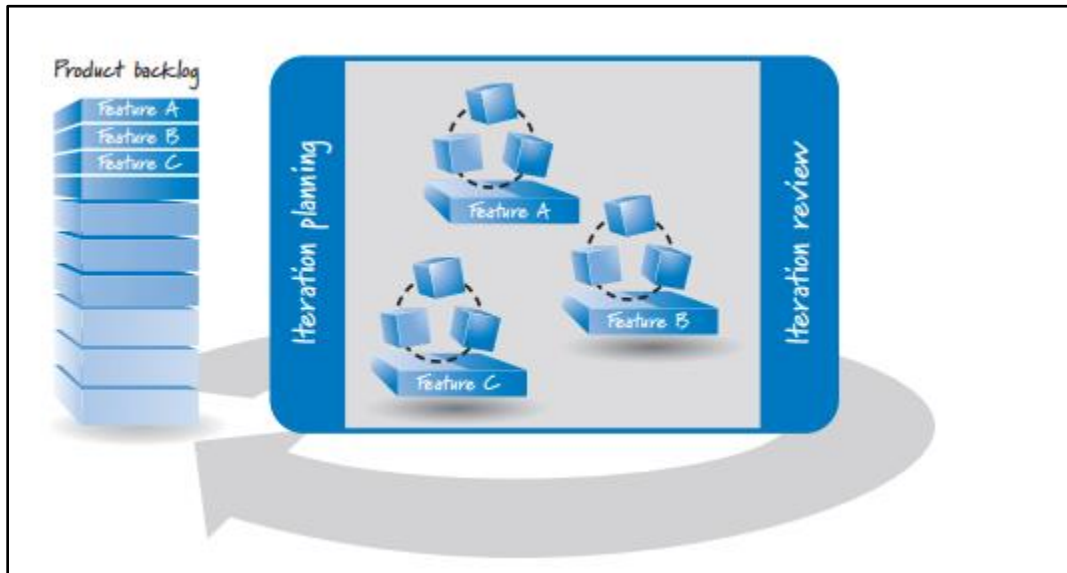 Product backlog
Feature A
Feature B
Feature C
Iteration planning
Feature A
Feature B
Feature C
Iteration review